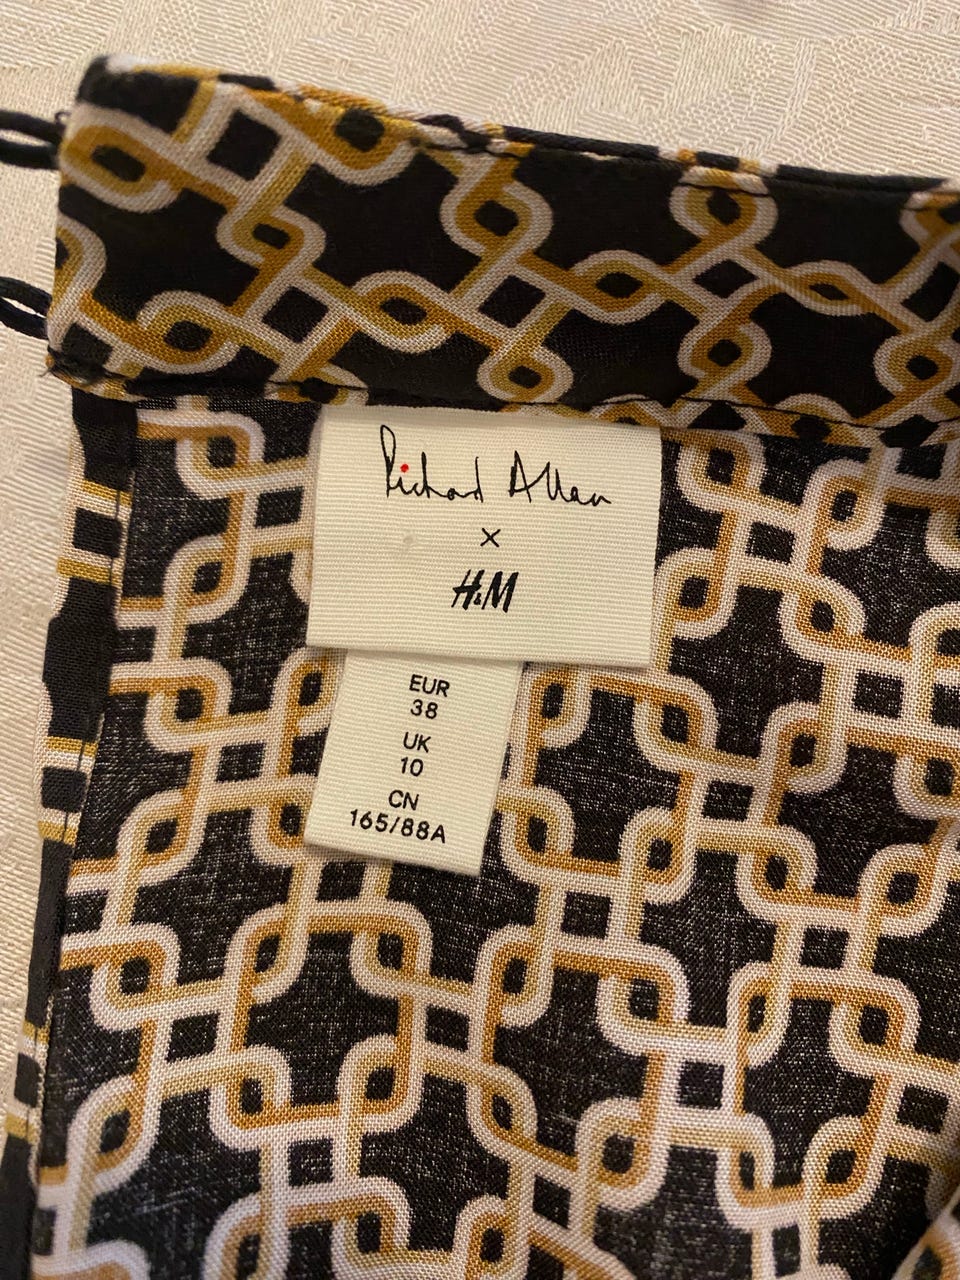 Richard Allan
×
H&M
EUR
38
UK
10
CN
165/88A